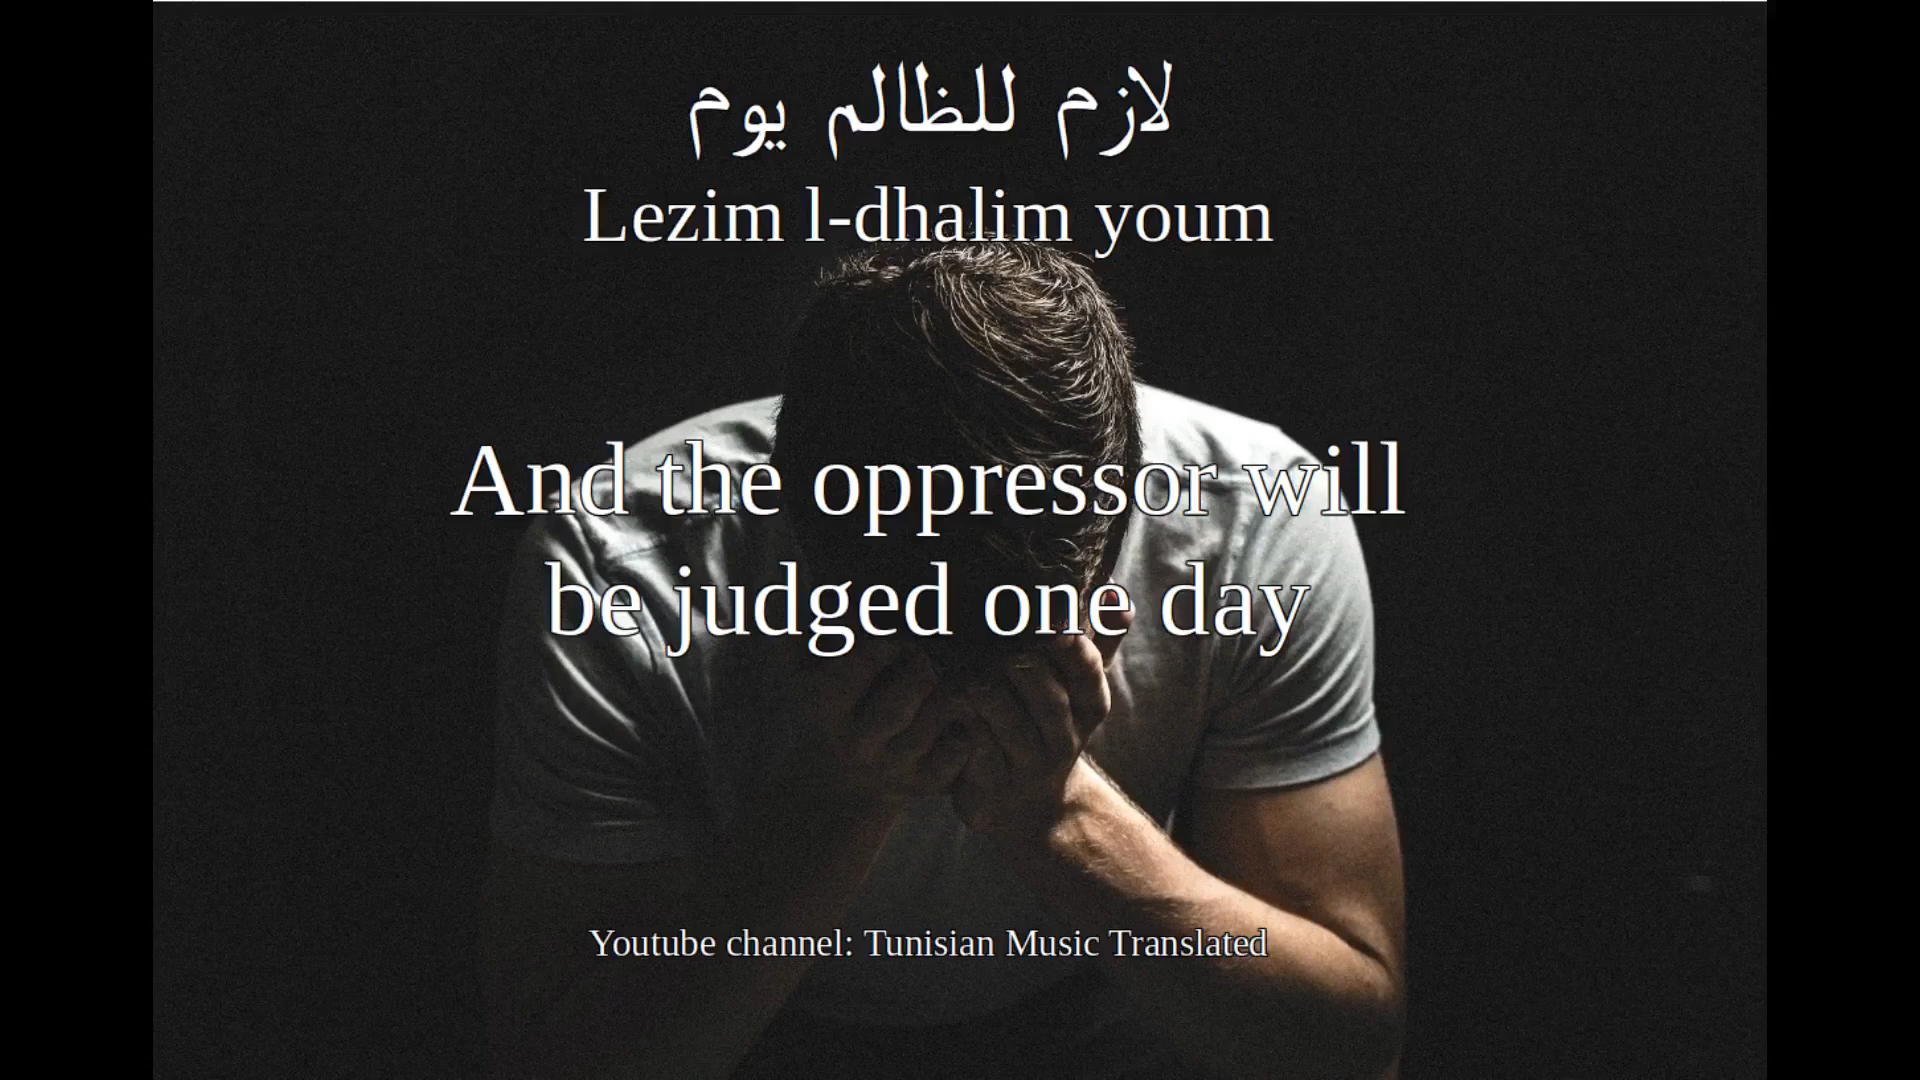 لازم للظالم يوم
Lezim l-dhalim youm
And the oppressor will
be judged one day
Youtube channel: Tunisian Music Translated